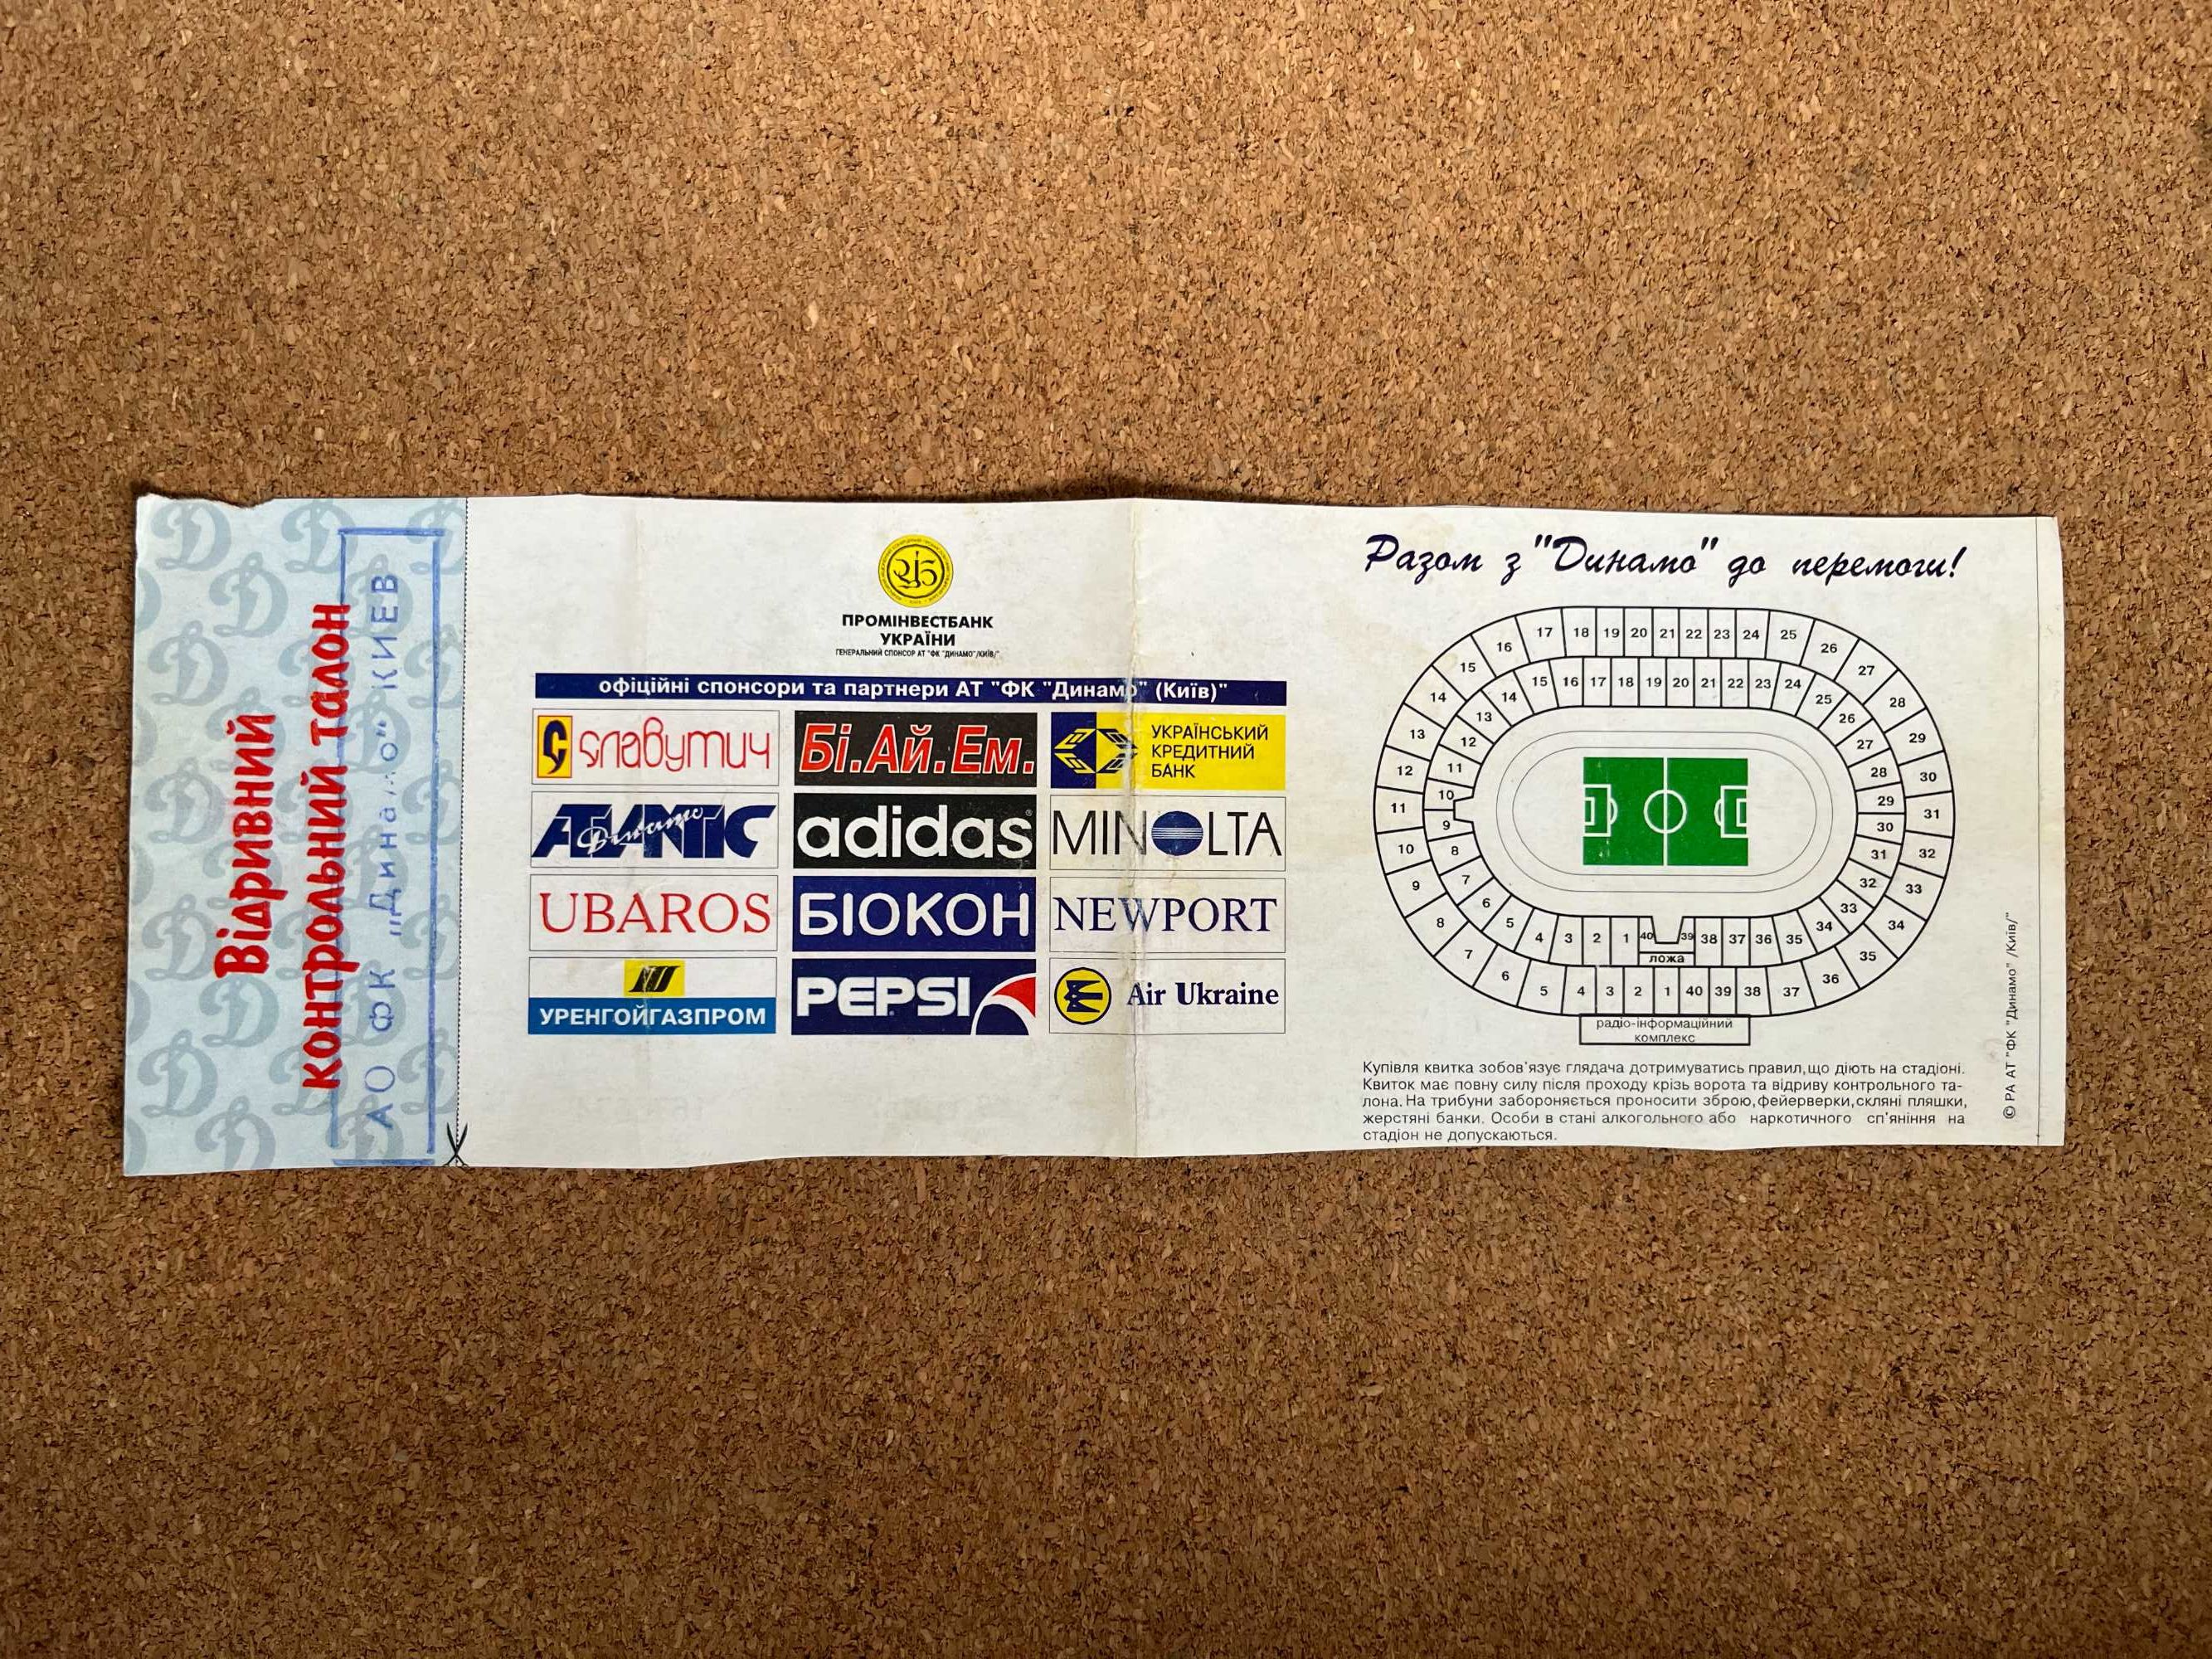 Відривний
контрольний талон
АО ФК „Динамо" КИЕВ
ПРОМІНВЕСТБАНК
УКРАЇНИ
ГЕНЕРАЛЬНИЙ СПОНСОР АТ "ФК "ДИНАМО"/КИЇВ/"
офіційні спонсори та партнери АТ "ФК "Динамо" (Київ)"
Славутич
Бі.Ай.Ем.
УКРАЇНСЬКИЙ
КРЕДИТНИЙ
БАНК
ATLANTIC
Динамо
adidas
MINOLTA
UBAROS
БІОКОН
NEWPORT
УРЕНГОЙГАЗПРОМ
PEPSI
Air Ukraine
Разом з "Динамо" до перемоги!
17 18 19 20 21 22 23 24 25
16 26
15 27
14 28
13 29
12 30
11 31
10 32
9 33
8 34
7 35
6 36
5 4 3 2 1 40 39 38 37
15 16 17 18 19 20 21 22 23 24
14 25
13 26
12 27
11 28
10 29
9 30
8 31
7 32
6 33
5 34
4 3 2 1 40 39 38 37 36 35
ложа
радіо-інформаційний
комплекс
Купівля квитка зобов'язує глядача дотримуватись правил,що діють на стадіоні.
Квиток має повну силу після проходу крізь ворота та відриву контрольного та-
лона. На трибуни забороняється проносити зброю,фейерверки,скляні пляшки,
жерстяні банки. Особи в стані алкогольного або наркотичного сп'яніння на
стадіон не допускаються.
© РА АТ "ФК "Динамо" /Київ/"